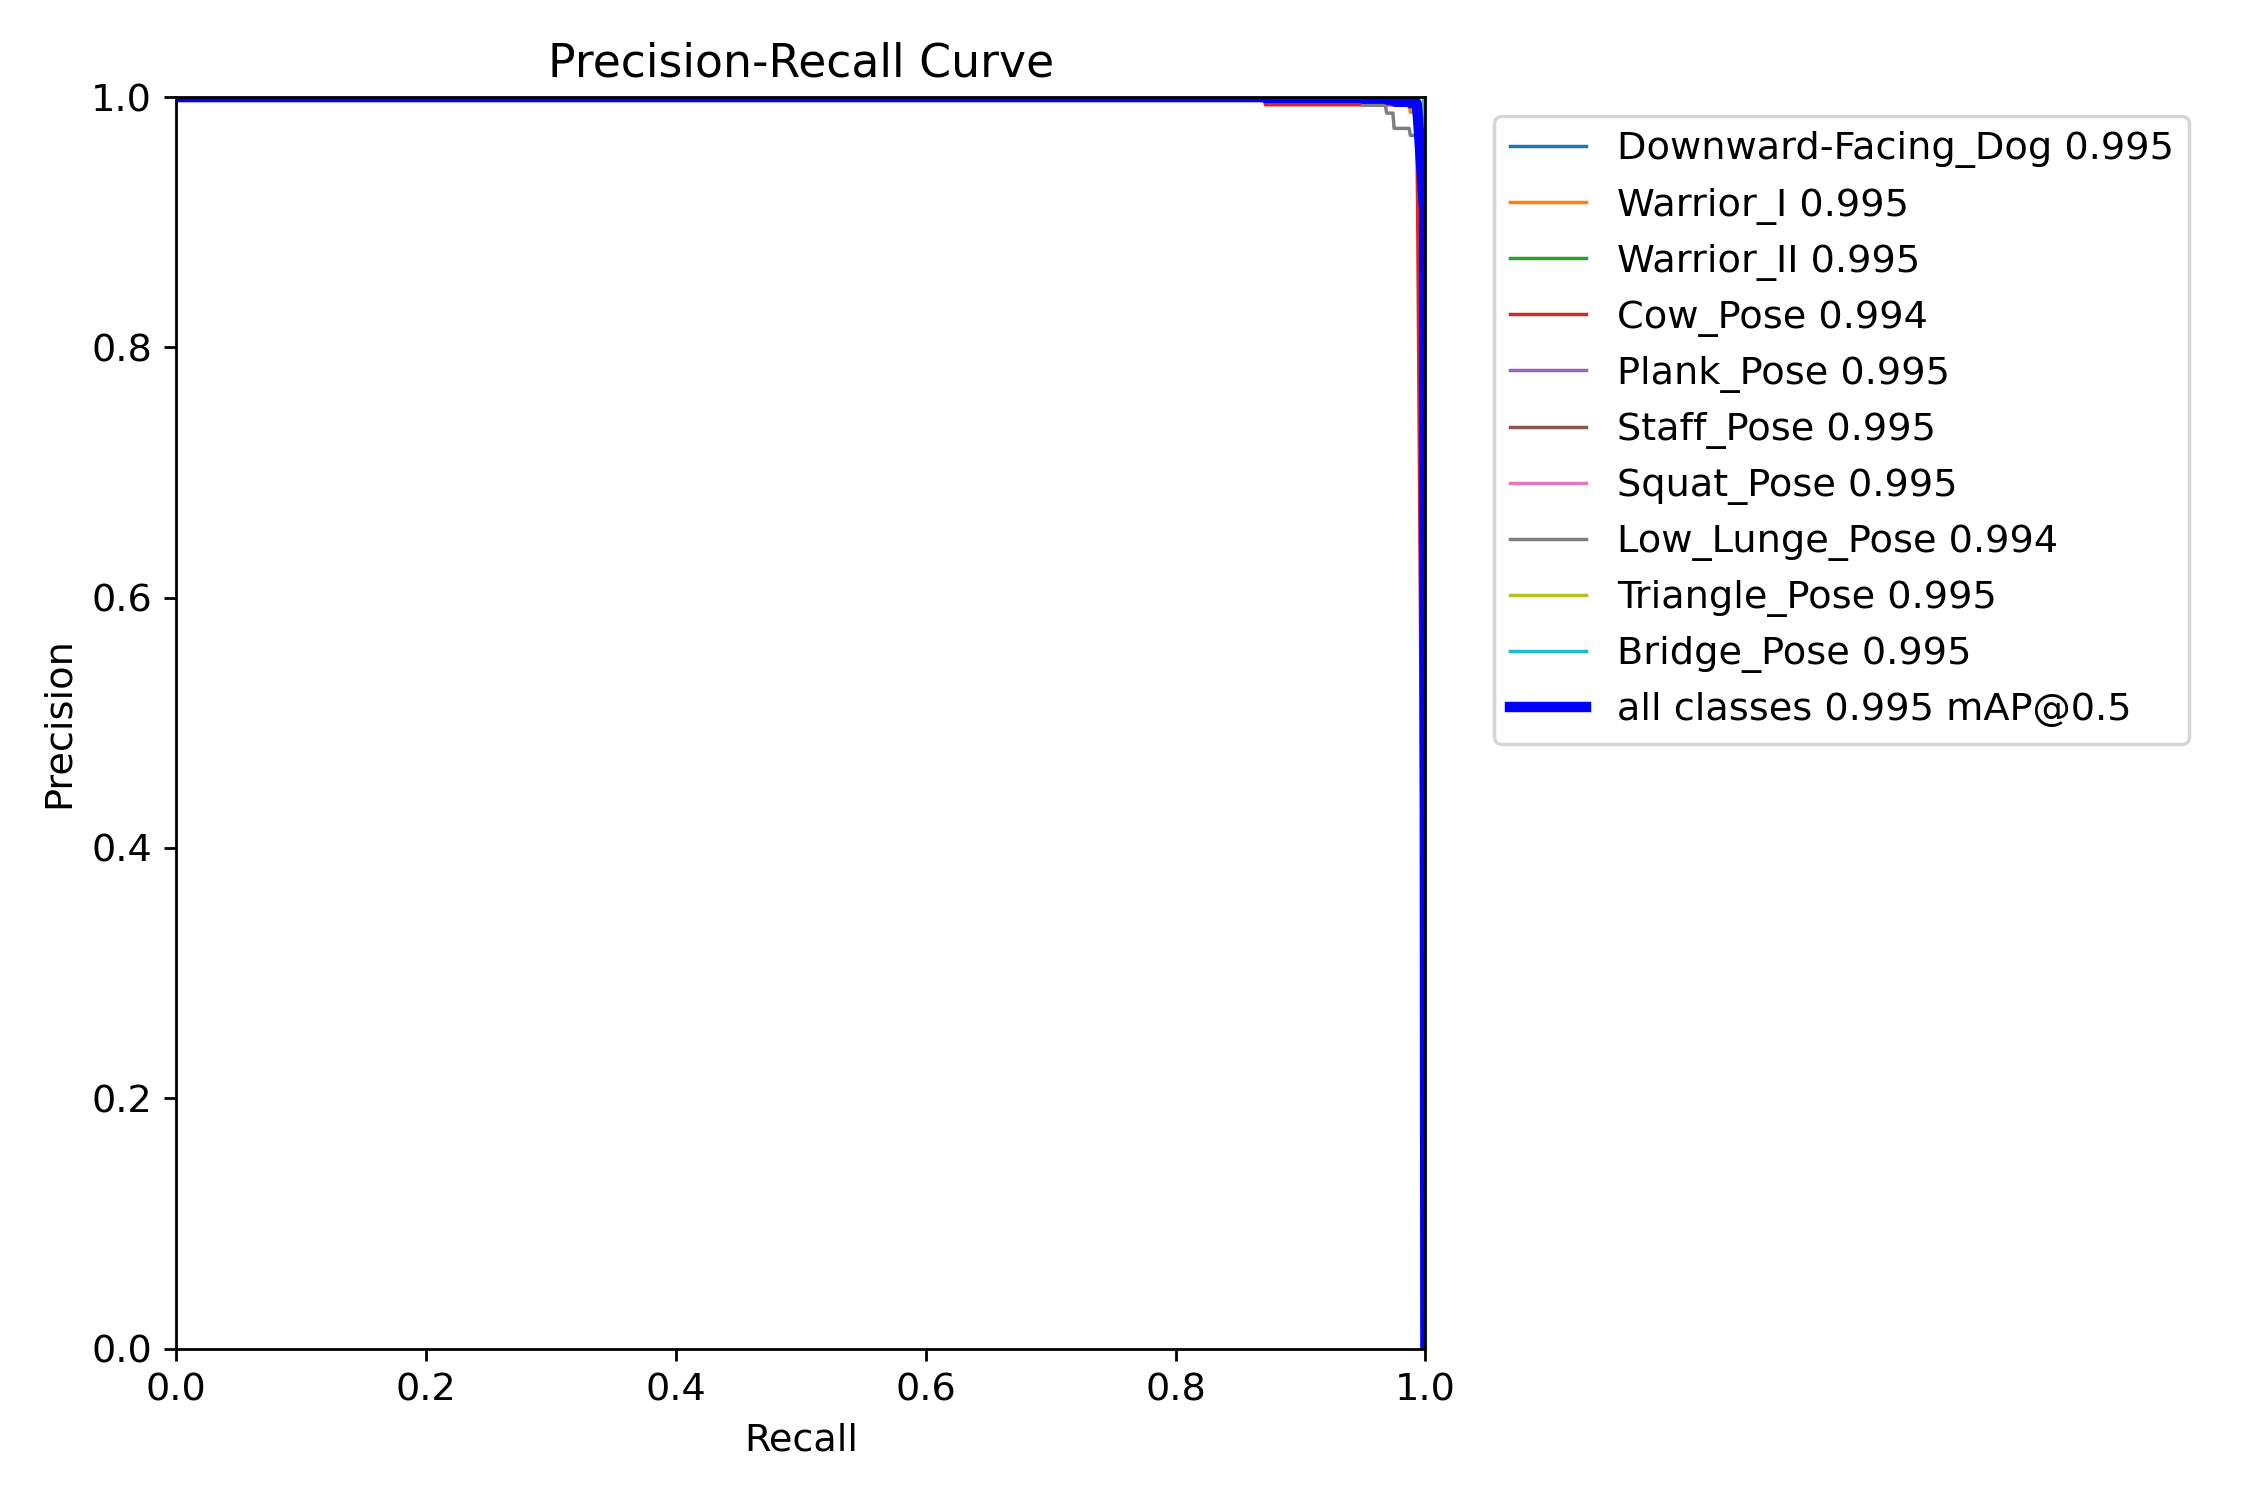 Precision-Recall Curve
1.0
0.8
0.6
0.4
0.2
0.0
Precision
0.0 0.2 0.4 0.6 0.8 1.0
Recall
Downward-Facing_Dog 0.995
Warrior_I 0.995
Warrior_II 0.995
Cow_Pose 0.994
Plank_Pose 0.995
Staff_Pose 0.995
Squat_Pose 0.995
Low_Lunge_Pose 0.994
Triangle_Pose 0.995
Bridge_Pose 0.995
all classes 0.995 mAP@0.5